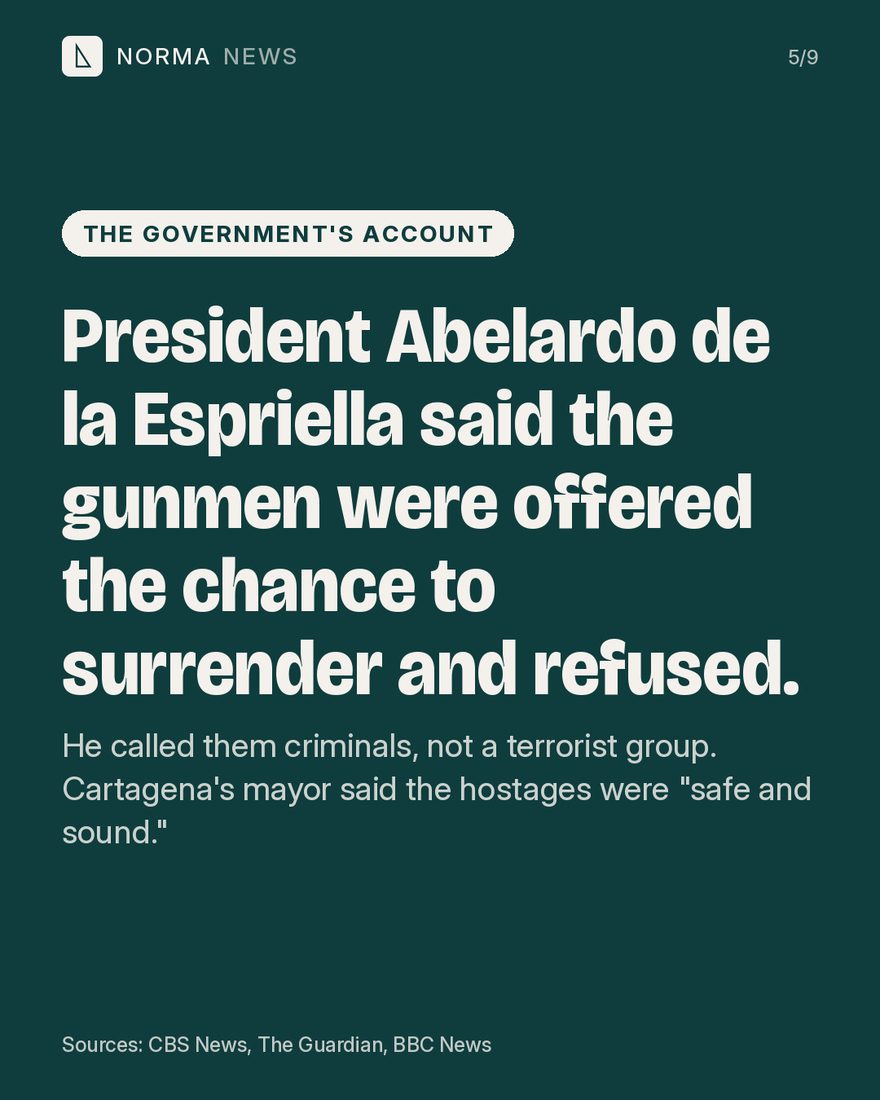 NORMA NEWS
5/9
THE GOVERNMENT'S ACCOUNT
President Abelardo de
la Espriella said the
gunmen were offered
the chance to
surrender and refused.
He called them criminals, not a terrorist group.
Cartagena's mayor said the hostages were "safe and
sound."
Sources: CBS News, The Guardian, BBC News